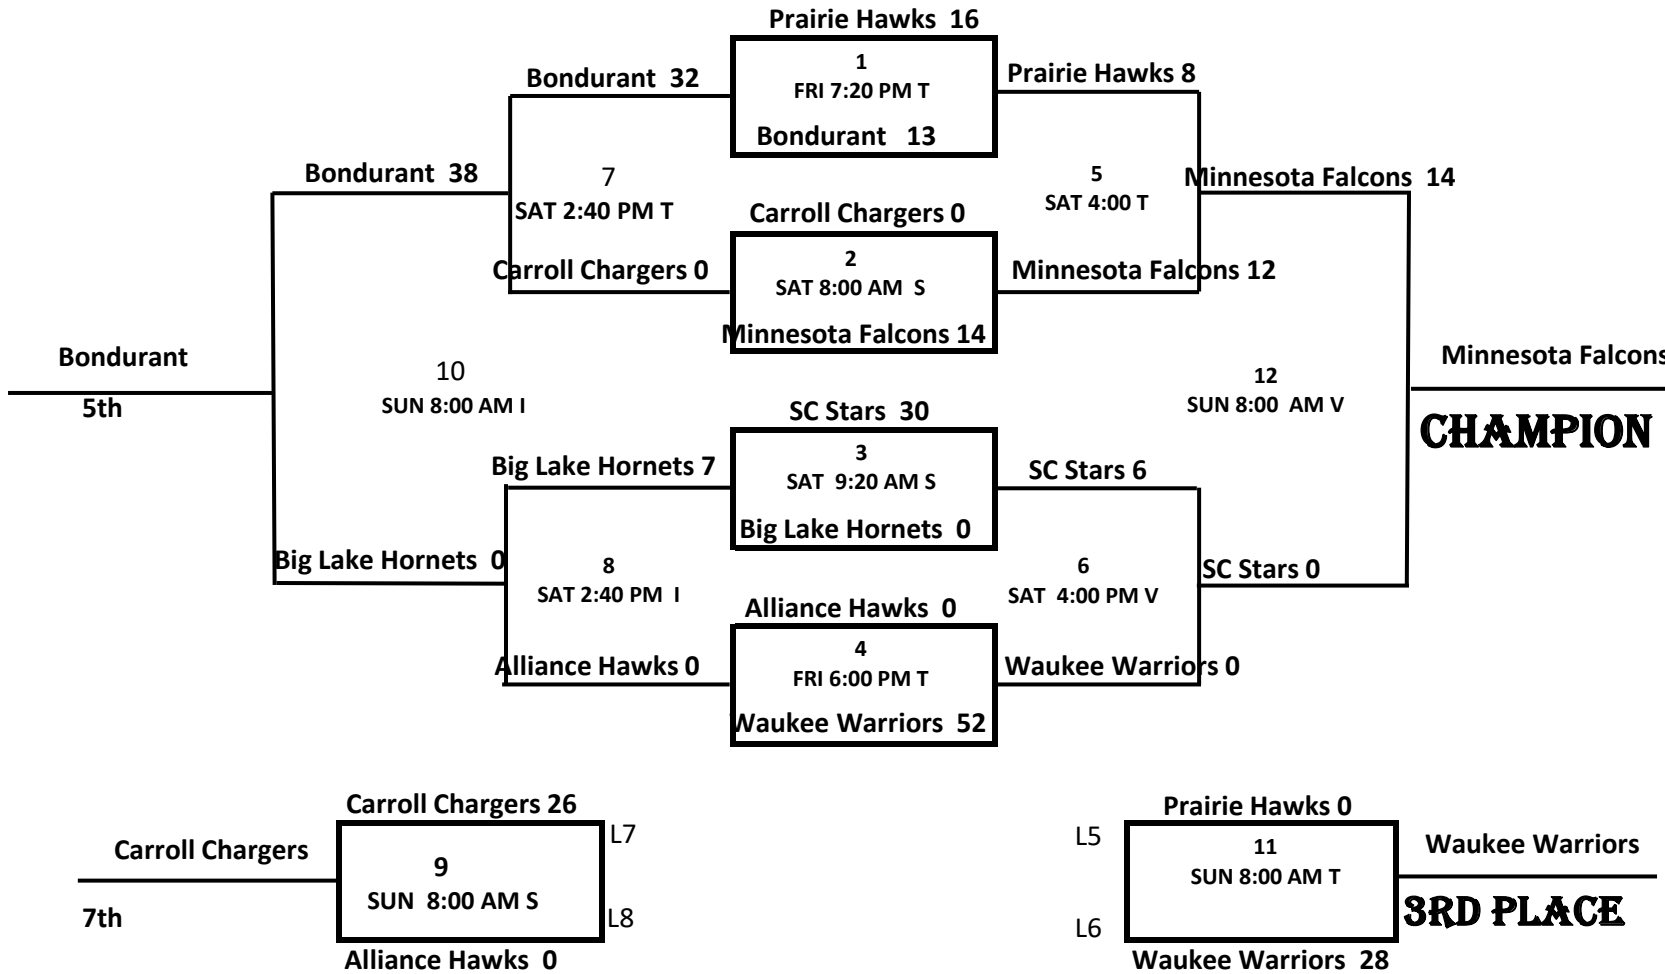 Prairie Hawks 16
1
FRI 7:20 PM T
Bondurant 13
Bondurant 32
Prairie Hawks 8
Bondurant 38
7
SAT 2:40 PM T
5
SAT 4:00 T
Minnesota Falcons 14
Carroll Chargers 0
2
SAT 8:00 AM S
Minnesota Falcons 14
Carroll Chargers 0
Minnesota Falcons 12
Bondurant
5th
10
SUN 8:00 AM I
12
SUN 8:00 AM V
Minnesota Falcons
CHAMPION
SC Stars 30
3
SAT 9:20 AM S
Big Lake Hornets 0
Big Lake Hornets 7
SC Stars 6
Big Lake Hornets 0
8
SAT 2:40 PM I
6
SAT 4:00 PM V
SC Stars 0
Alliance Hawks 0
4
FRI 6:00 PM T
Waukee Warriors 52
Alliance Hawks 0
Waukee Warriors 0
Carroll Chargers 26
L7
Carroll Chargers
9
SUN 8:00 AM S
7th
L8
Alliance Hawks 0
Prairie Hawks 0
L5
11
SUN 8:00 AM T
Waukee Warriors
3RD PLACE
L6
Waukee Warriors 28